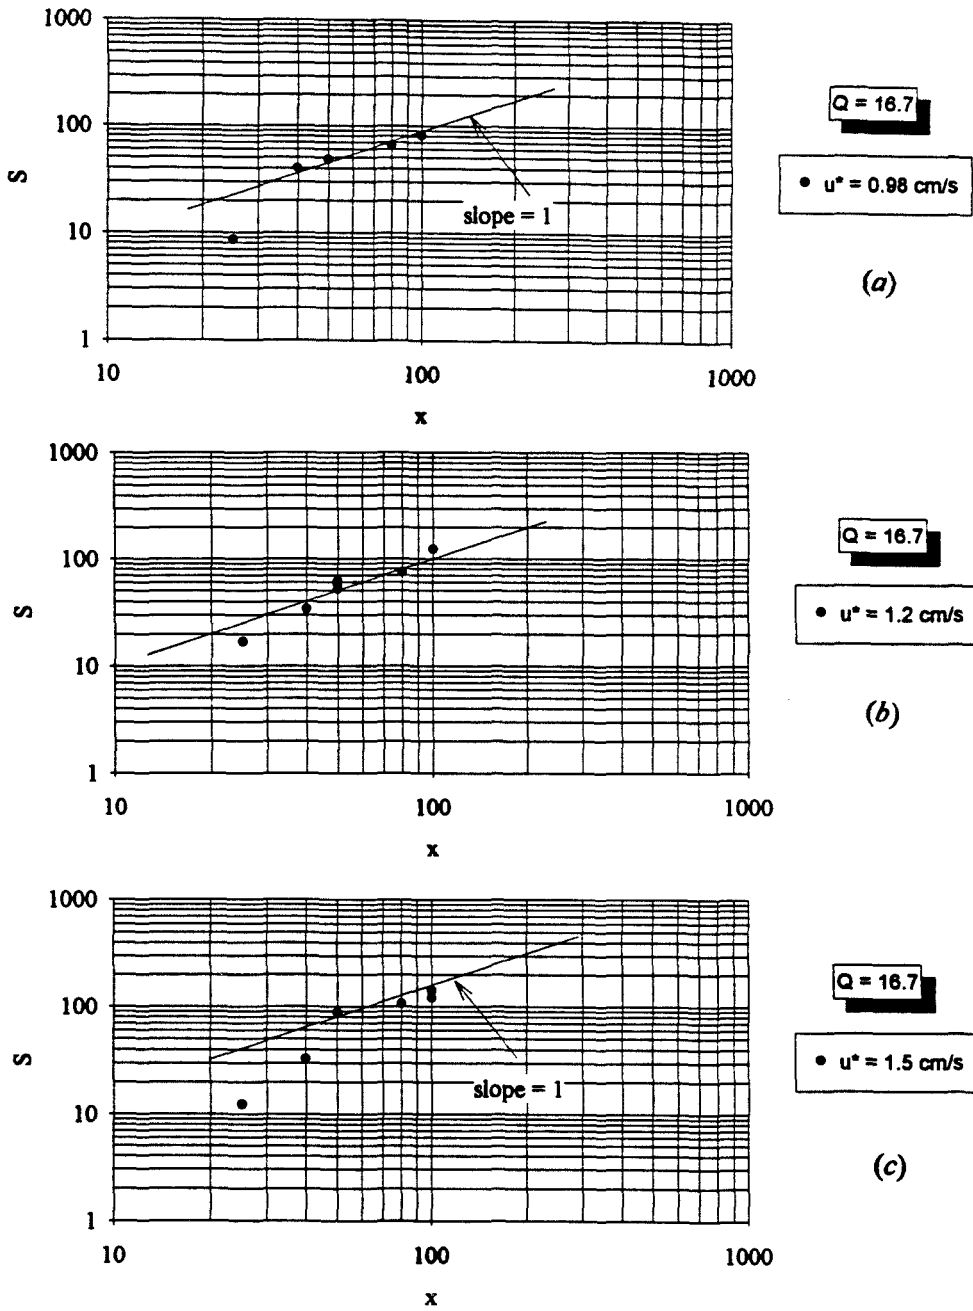 1000
100
10
1
S
10
100
1000
x
slope = 1
Q = 16.7
u* = 0.98 cm/s
(a)
1000
100
10
1
S
10
100
1000
x
Q = 16.7
u* = 1.2 cm/s
(b)
1000
100
10
1
S
10
100
1000
x
slope = 1
Q = 16.7
u* = 1.5 cm/s
(c)